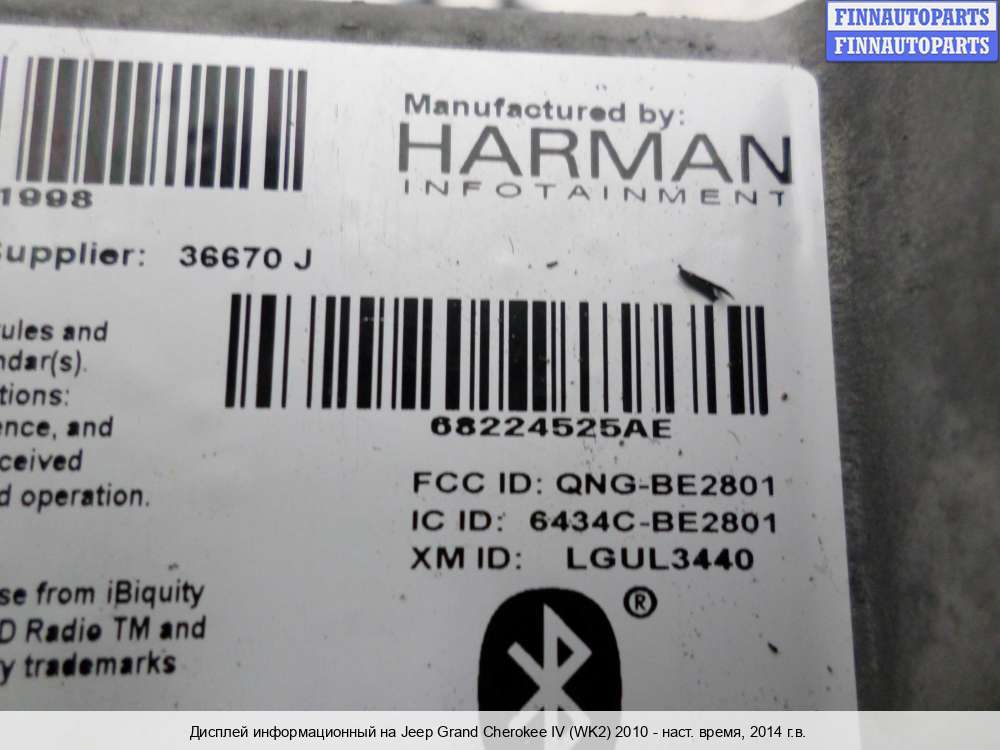 FINNAUTOPARTS
FINNAUTOPARTS
Manufactured by:
HARMAN
INFOTAINMENT
1998
Supplier: 36670 J
rules and
ndar(s).
tions:
ence, and
ceived
d operation.
68224525AE
FCC ID: QNG-BE2801
IC ID: 6434C-BE2801
XM ID: LGUL3440
®
se from iBiquity
D Radio TM and
y trademarks
Дисплей информационный на Jeep Grand Cherokee IV (WK2) 2010 - наст. время, 2014 г.в.